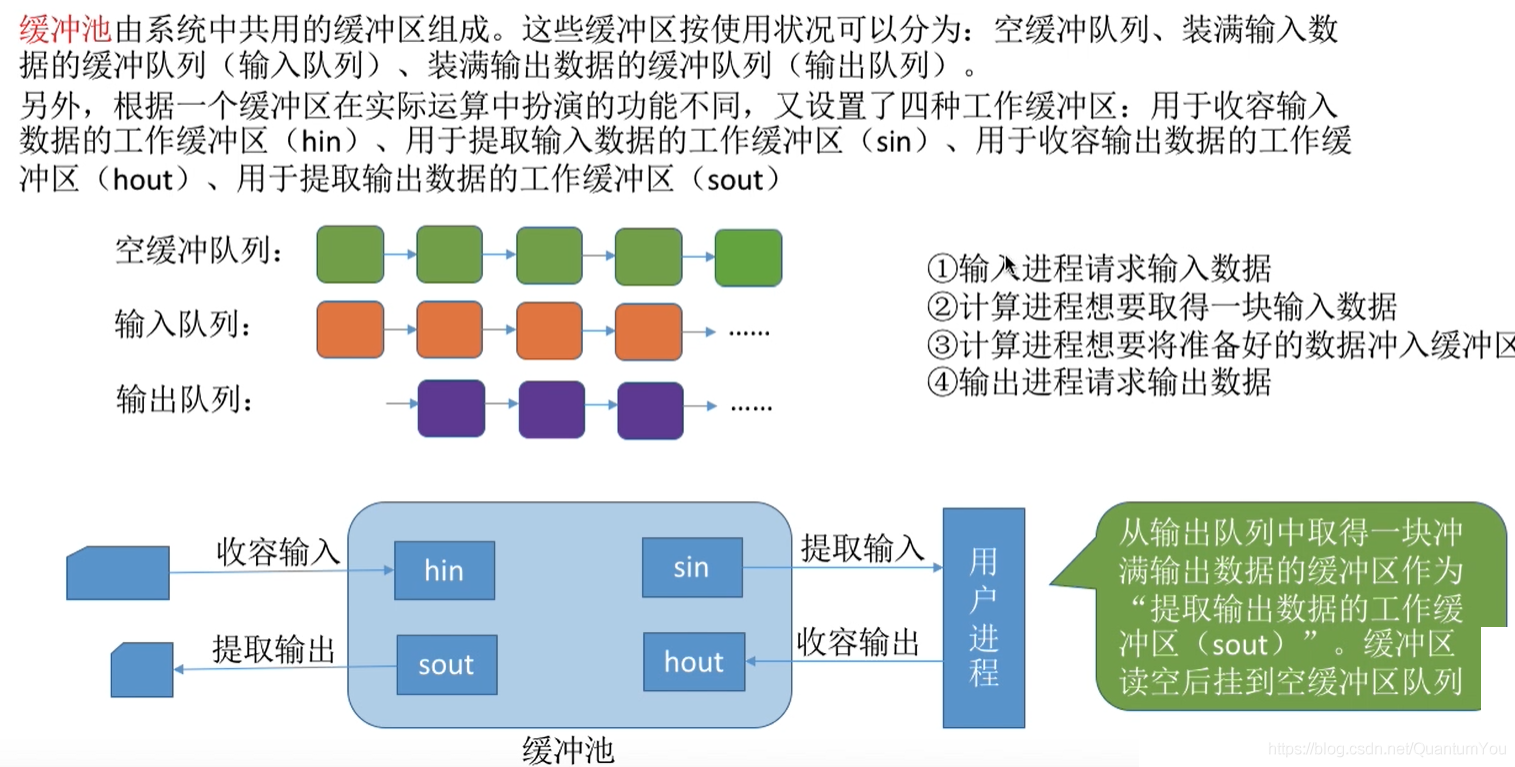 缓冲池由系统中共用的缓冲区组成。这些缓冲区按使用状况可以分为：空缓冲队列、装满输入数
据的缓冲队列（输入队列）、装满输出数据的缓冲队列（输出队列）。
另外，根据一个缓冲区在实际运算中扮演的功能不同，又设置了四种工作缓冲区：用于收容输入
数据的工作缓冲区（hin）、用于提取输入数据的工作缓冲区（sin）、用于收容输出数据的工作缓
冲区（hout）、用于提取输出数据的工作缓冲区（sout）
空缓冲队列：
输入队列：
......
输出队列：
......
①输入进程请求输入数据
②计算进程想要取得一块输入数据
③计算进程想要将准备好的数据冲入缓冲区
④输出进程请求输出数据
收容输入
hin
sin
提取输入
提取输出
sout
hout
收容输出
用户进程
缓冲池
从输出队列中取得一块冲
满输出数据的缓冲区作为
“提取输出数据的工作缓
冲区（sout）”。缓冲区
读空后挂到空缓冲区队列
https://blog.csdn.net/QuantumYou